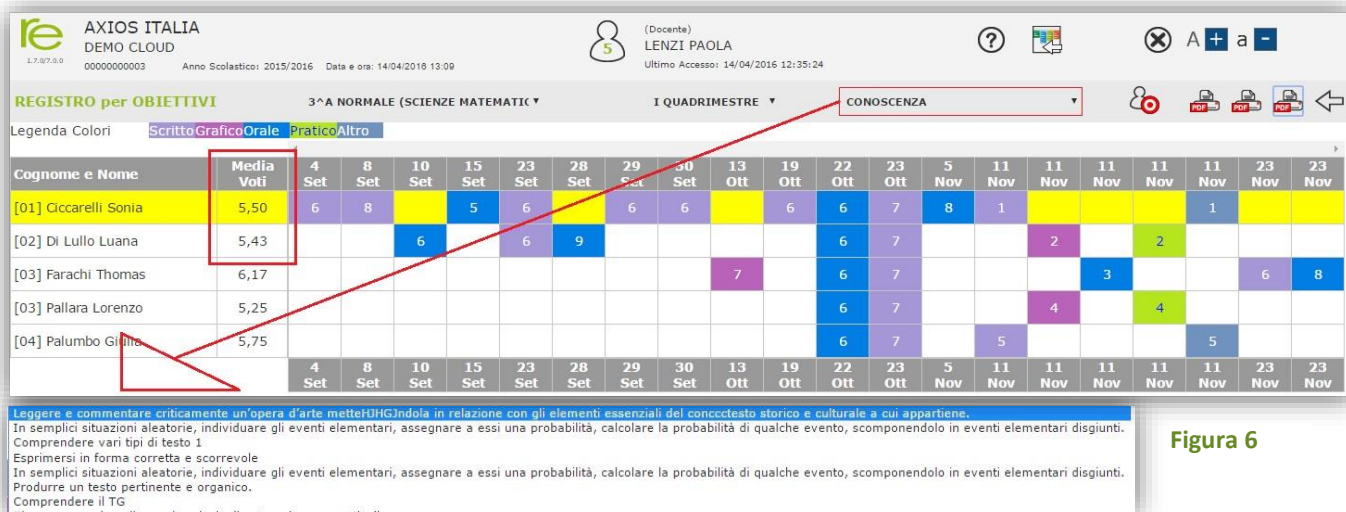 re AXIOS ITALIA
DEMO CLOUD
1.7.0/7.0.0 00000000003 Anno Scolastico: 2015/2016 Data e ora: 14/04/2016 13:09
5 (Docente)
LENZI PAOLA
Ultimo Accesso: 14/04/2016 12:35:24
? A + a -
REGISTRO per OBIETTIVI 3^A NORMALE (SCIENZE MATEMATIC I QUADRIMESTRE CONOSCENZA PDF PDF PDF
Legenda Colori Scritto Grafico Orale Pratico Altro
Cognome e Nome Media Voti 4 Set 8 Set 10 Set 15 Set 23 Set 28 Set 29 Set 30 Set 13 Ott 19 Ott 22 Ott 23 Ott 5 Nov 11 Nov 11 Nov 11 Nov 11 Nov 11 Nov 23 Nov 23 Nov
[01] Ciccarelli Sonia 5,50 6 8 5 6 6 6 6 6 7 8 1 1
[02] Di Lullo Luana 5,43 6 6 9 6 7 2 2
[03] Farachi Thomas 6,17 7 6 7 3 6 8
[03] Pallara Lorenzo 5,25 6 7 4 4
[04] Palumbo Giulia 5,75 6 7 5 5
4 Set 8 Set 10 Set 15 Set 23 Set 28 Set 29 Set 30 Set 13 Ott 19 Ott 22 Ott 23 Ott 5 Nov 11 Nov 11 Nov 11 Nov 11 Nov 11 Nov 23 Nov 23 Nov
Leggere e commentare criticamente un'opera d'arte metteHJHGJndola in relazione con gli elementi essenziali del conccctesto storico e culturale a cui appartiene.
In semplici situazioni aleatorie, individuare gli eventi elementari, assegnare a essi una probabilità, calcolare la probabilità di qualche evento, scomponendolo in eventi elementari disgiunti.
Comprendere vari tipi di testo 1
Esprimersi in forma corretta e scorrevole
In semplici situazioni aleatorie, individuare gli eventi elementari, assegnare a essi una probabilità, calcolare la probabilità di qualche evento, scomponendolo in eventi elementari disgiunti.
Produrre un testo pertinente e organico.
Comprendere il TG
Figura 6